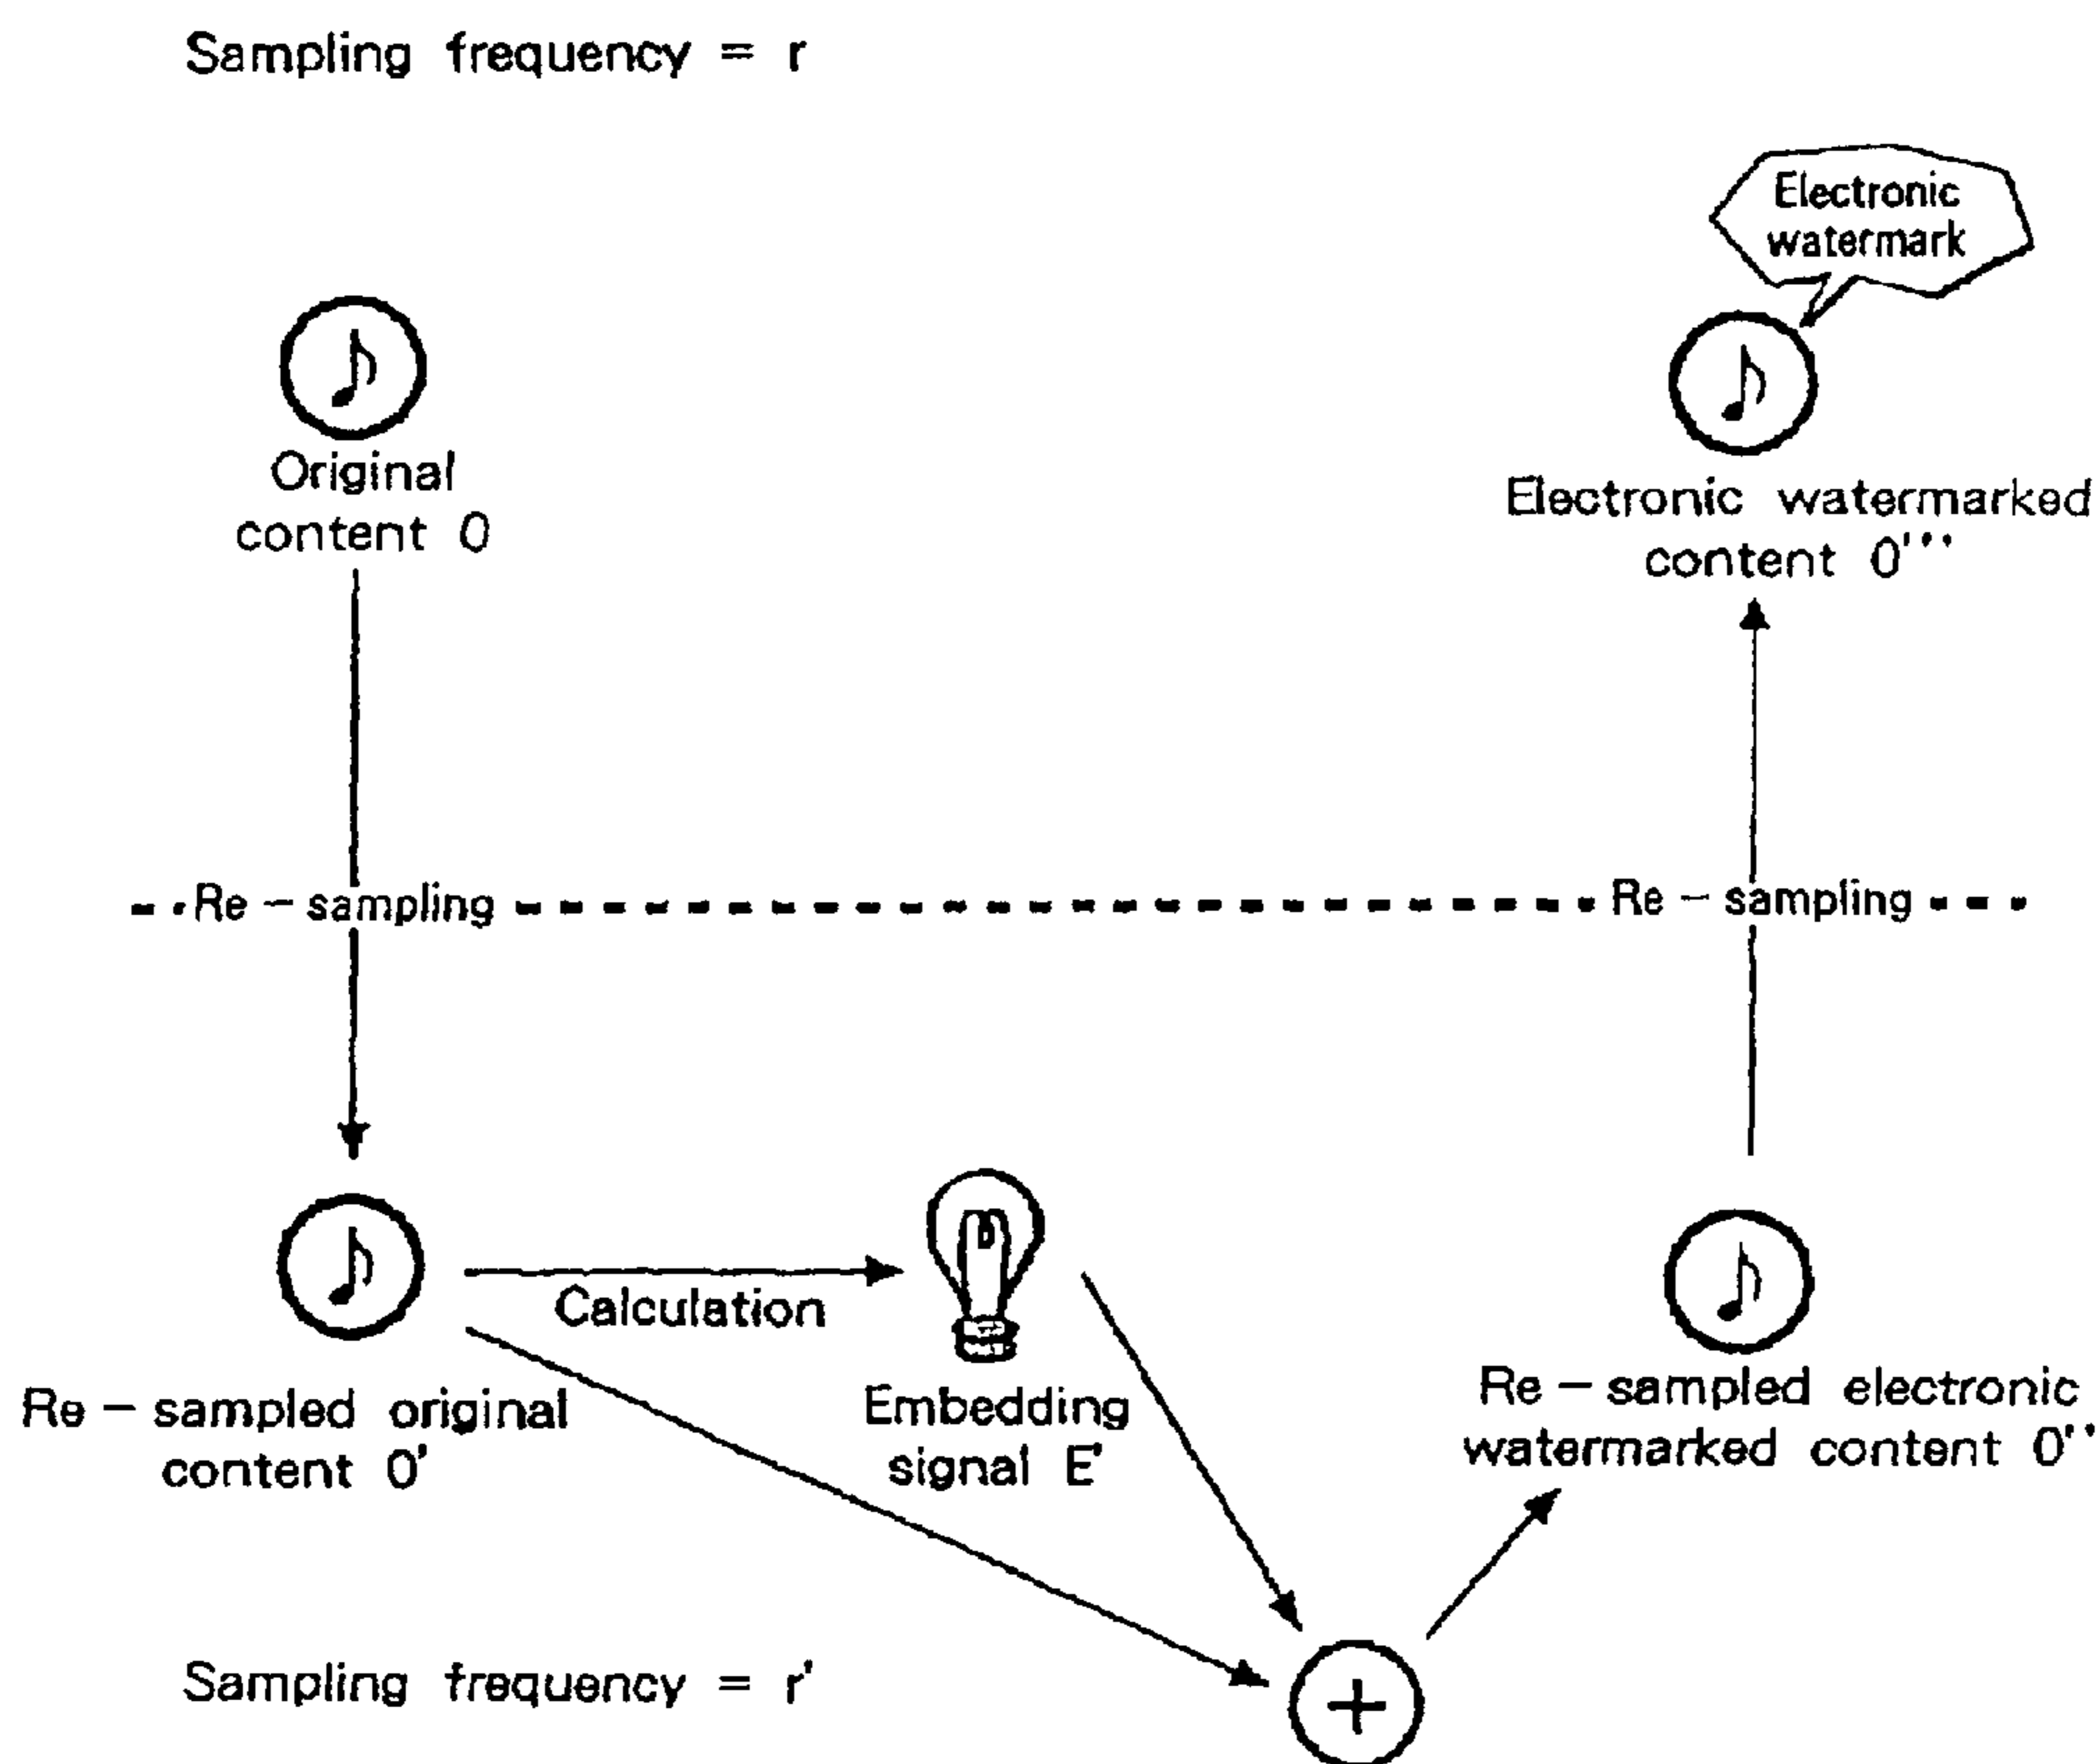 Sampling frequency = r
Electronic
watermark
Original
content O
Electronic watermarked
content O'''
Re-sampling
Re-sampling
Calculation
Re-sampled original
content O'
Embedding
signal E'
Re-sampled electronic
watermarked content O''
Sampling frequency = r'
+